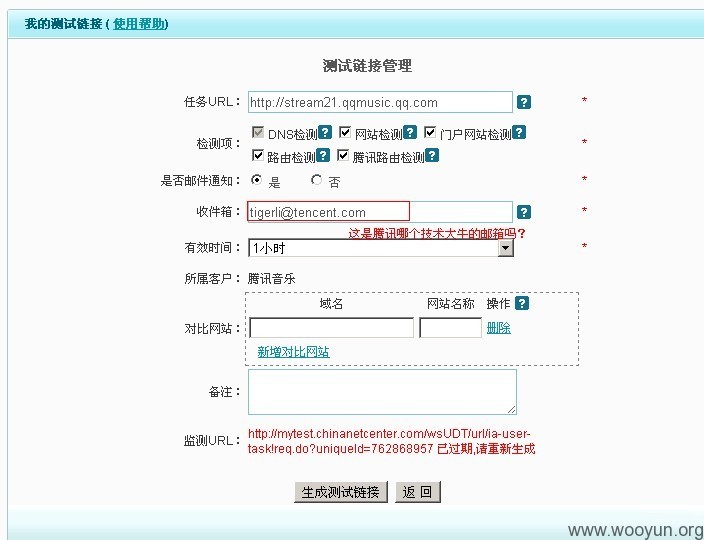 我的测试链接 ( 使用帮助)
测试链接管理
任务URL： http://stream21.qqmusic.qq.com ? *
检测项： DNS检测? 网站检测? 门户网站检测? *
路由检测? 腾讯路由检测?
是否邮件通知： 是 否 *
收件箱： tigerli@tencent.com ? *
这是腾讯哪个技术大牛的邮箱吗?
有效时间： 1小时 *
所属客户： 腾讯音乐
域名 网站名称 操作 ?
对比网站： 删除
新增对比网站
备注：
监测URL： http://mytest.chinanetcenter.com/wsUDT/url/ia-user-
task!req.do?uniqueId=762868957 已过期,请重新生成
生成测试链接 返 回
www.wooyun.org